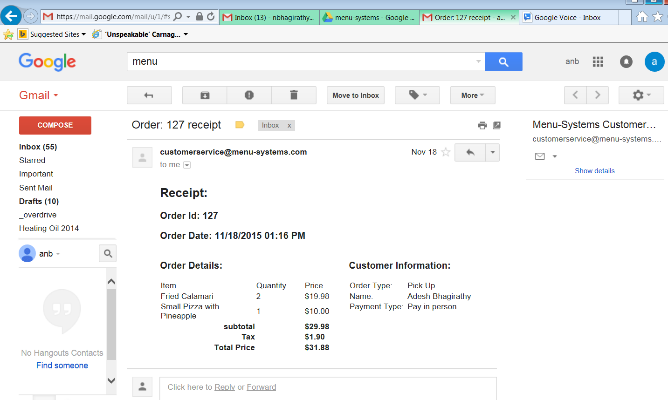 https://mail.google.com/mail/u/1/#s
Inbox (13) - nbhagirathy...
menu-systems - Google ...
Order: 127 receipt - a...
Google Voice - Inbox
Suggested Sites
'Unspeakable' Carnag...
Google
menu
anb
a
Gmail
Move to Inbox
More
COMPOSE
Inbox (55)
Starred
Important
Sent Mail
Drafts (10)
_overdrive
Heating Oil 2014
anb
No Hangouts Contacts
Find someone
Order: 127 receipt
Inbox x
customerservice@menu-systems.com
Nov 18
to me
Receipt:
Order Id: 127
Order Date: 11/18/2015 01:16 PM
Order Details:
Item Quantity Price
Fried Calamari 2 $19.98
Small Pizza with
Pineapple 1 $10.00
subtotal $29.98
Tax $1.90
Total Price $31.88
Customer Information:
Order Type: Pick Up
Name: Adesh Bhagirathy
Payment Type: Pay in person
Click here to Reply or Forward
Menu-Systems Customer...
customerservice@menu-systems....
Show details